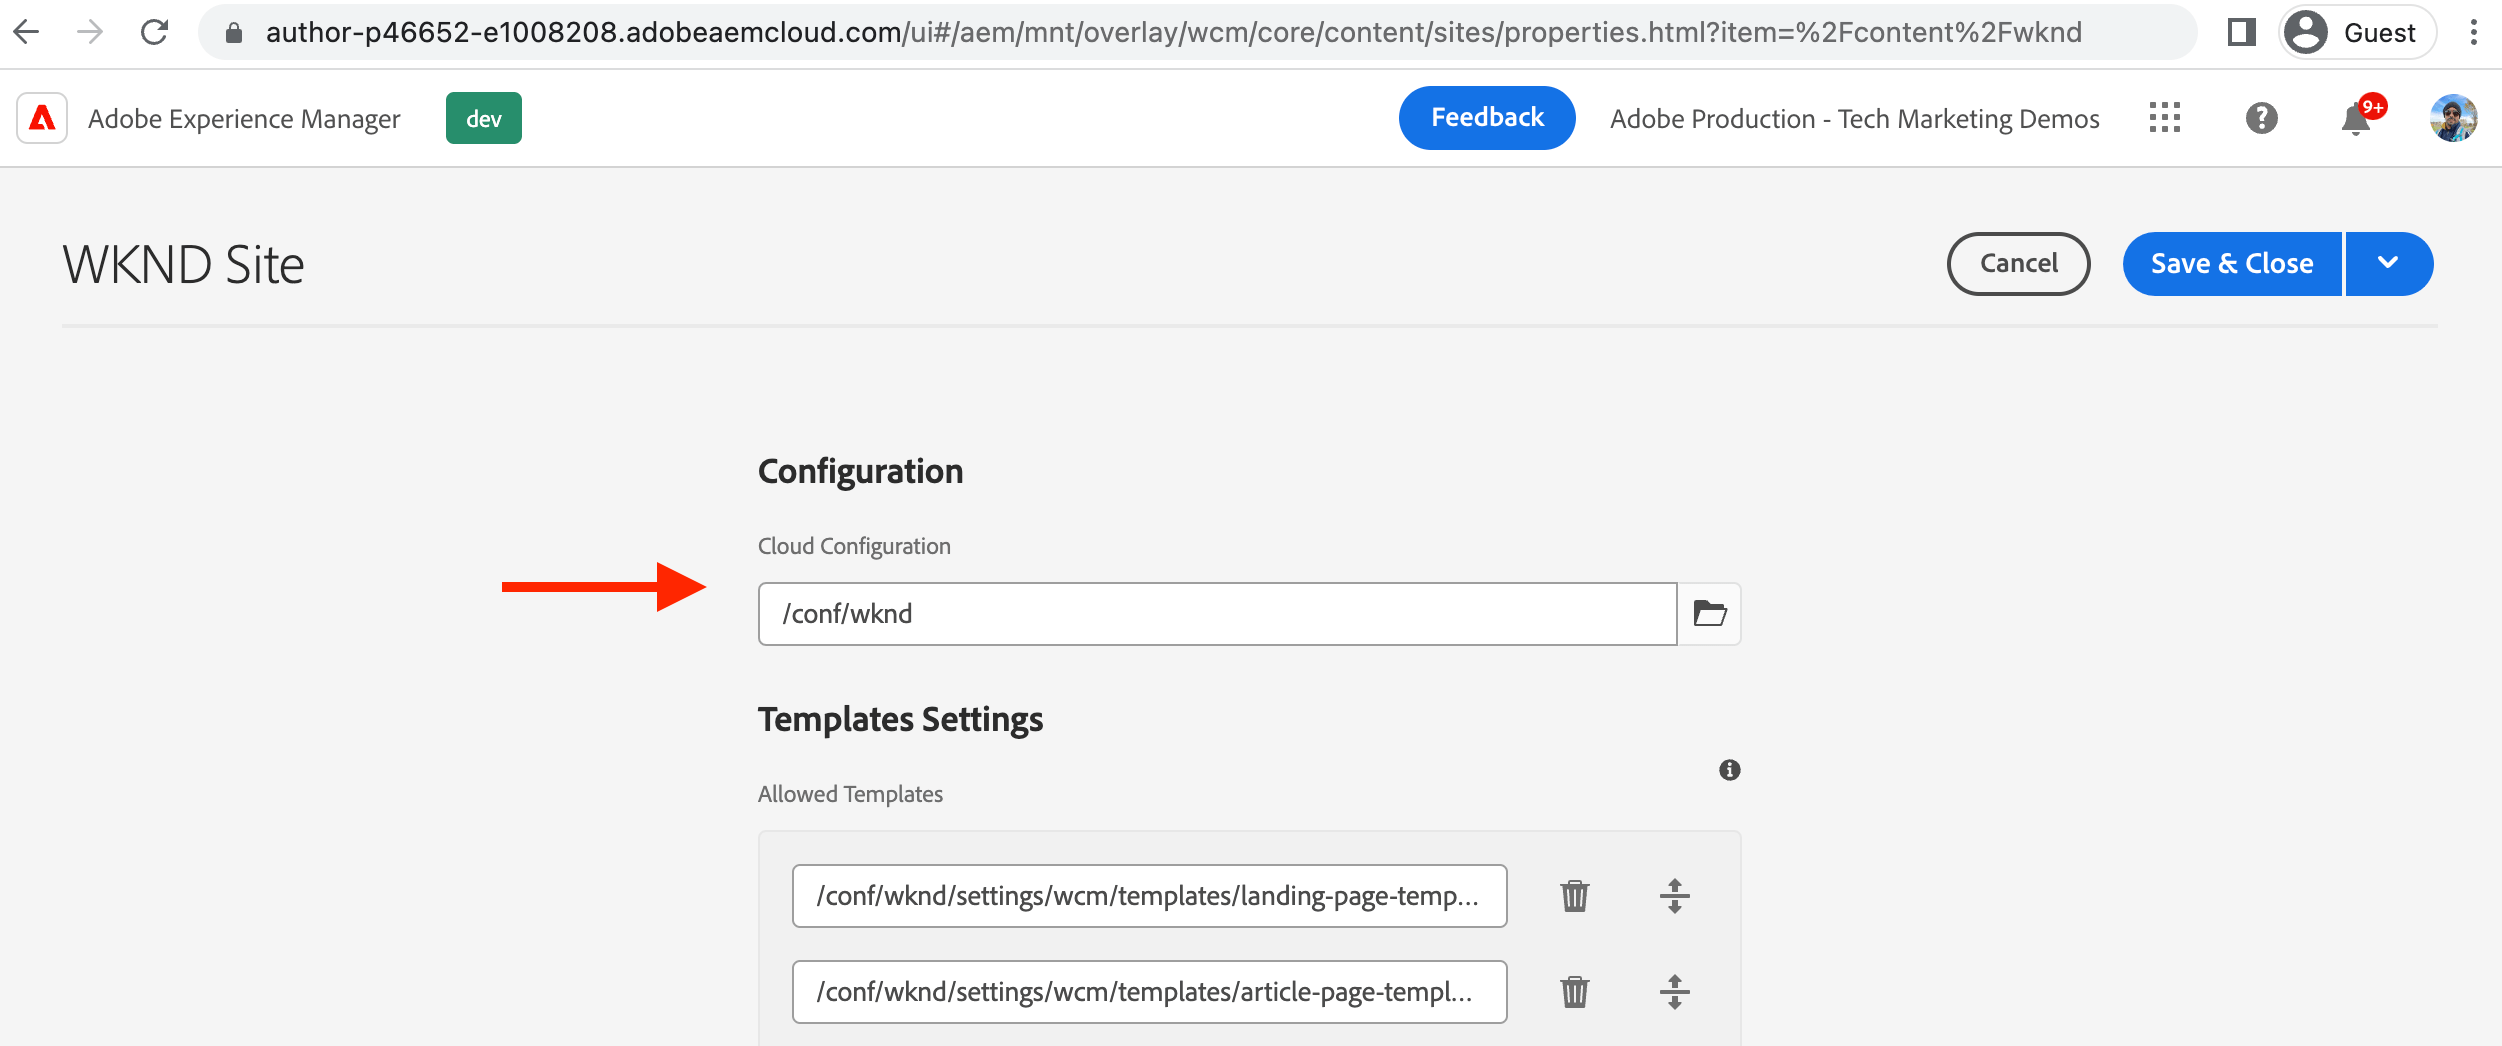 author-p46652-e1008208.adobeaemcloud.com/ui#/aem/mnt/overlay/wcm/core/content/sites/properties.html?item=%2Fcontent%2Fwknd
Guest
Adobe Experience Manager
dev
Feedback
Adobe Production - Tech Marketing Demos
9+
WKND Site
Cancel
Save & Close
Configuration
Cloud Configuration
/conf/wknd
Templates Settings
Allowed Templates
/conf/wknd/settings/wcm/templates/landing-page-temp...
/conf/wknd/settings/wcm/templates/article-page-templ...